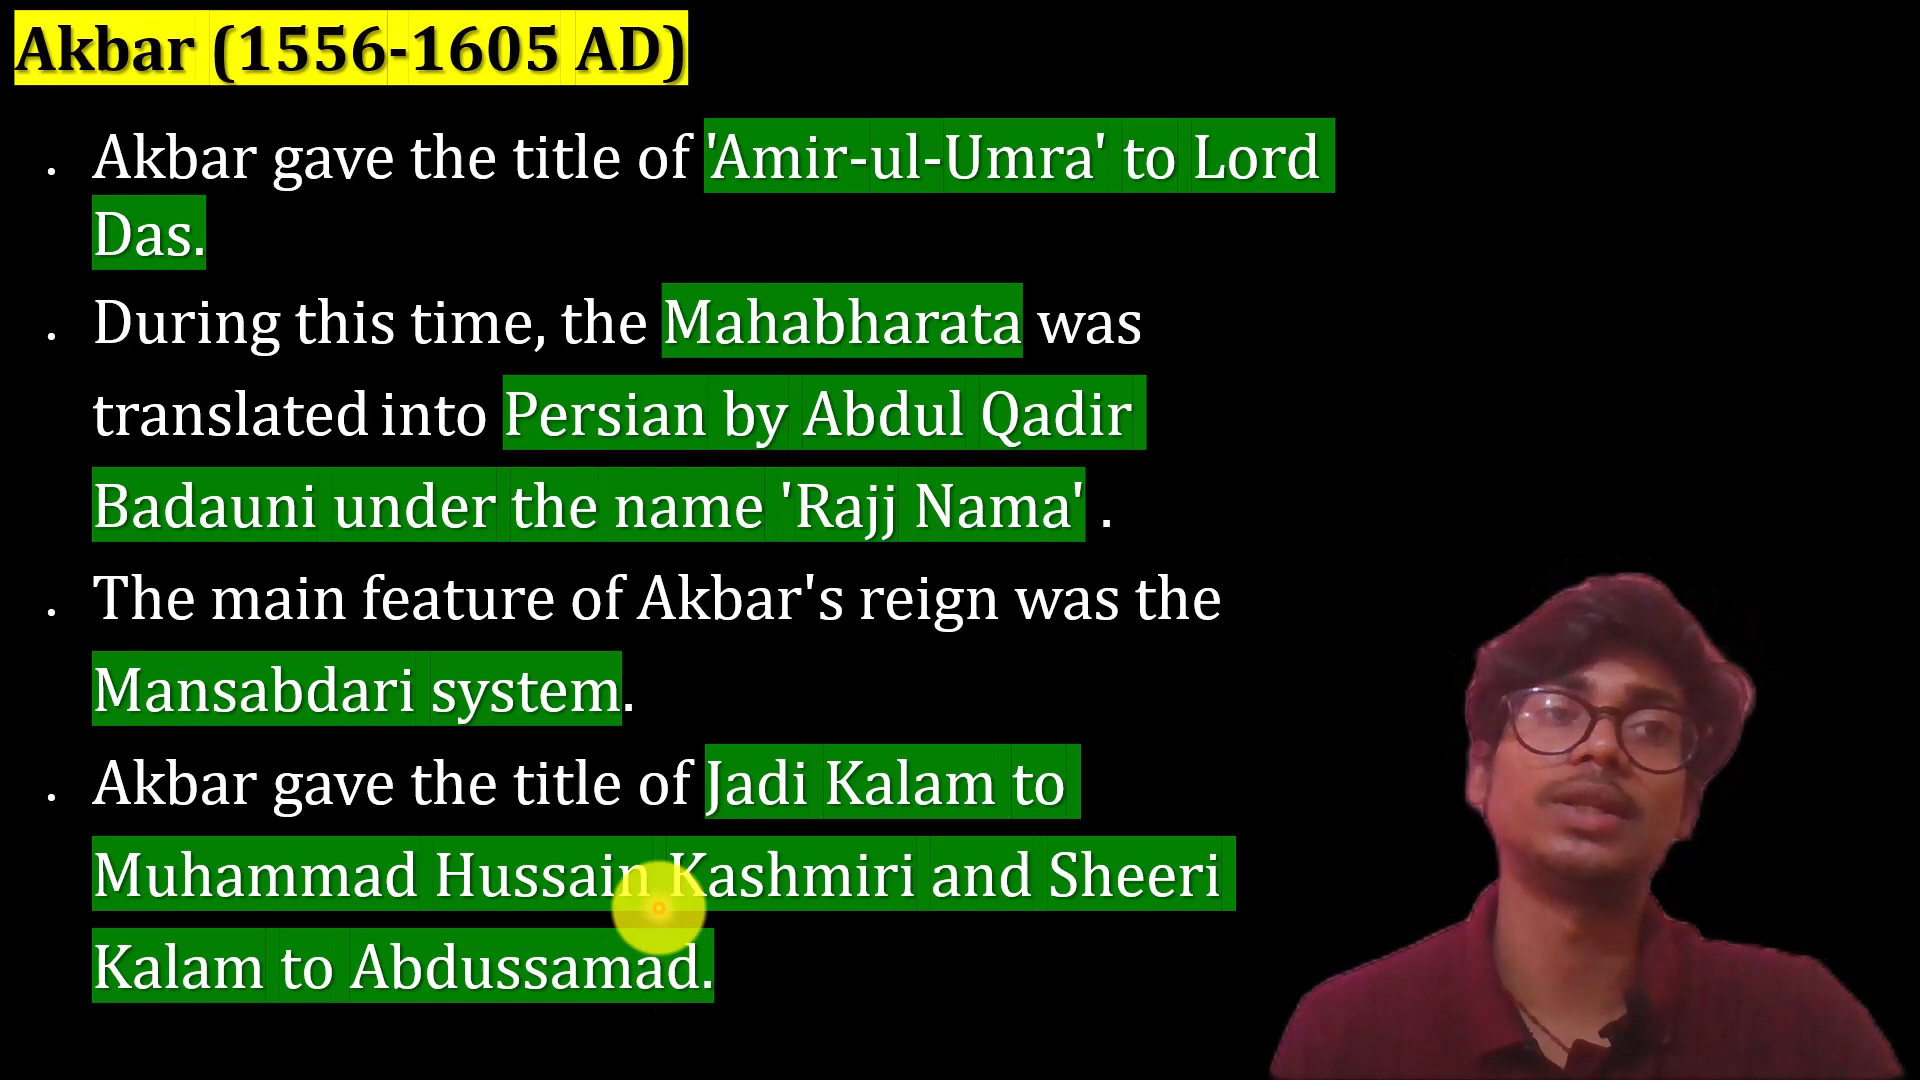 Akbar (1556-1605 AD)
. Akbar gave the title of 'Amir-ul-Umra' to Lord
Das.
. During this time, the Mahabharata was
translated into Persian by Abdul Qadir
Badauni under the name 'Rajj Nama' .
. The main feature of Akbar's reign was the
Mansabdari system.
. Akbar gave the title of Jadi Kalam to
Muhammad Hussain Kashmiri and Sheeri
Kalam to Abdussamad.